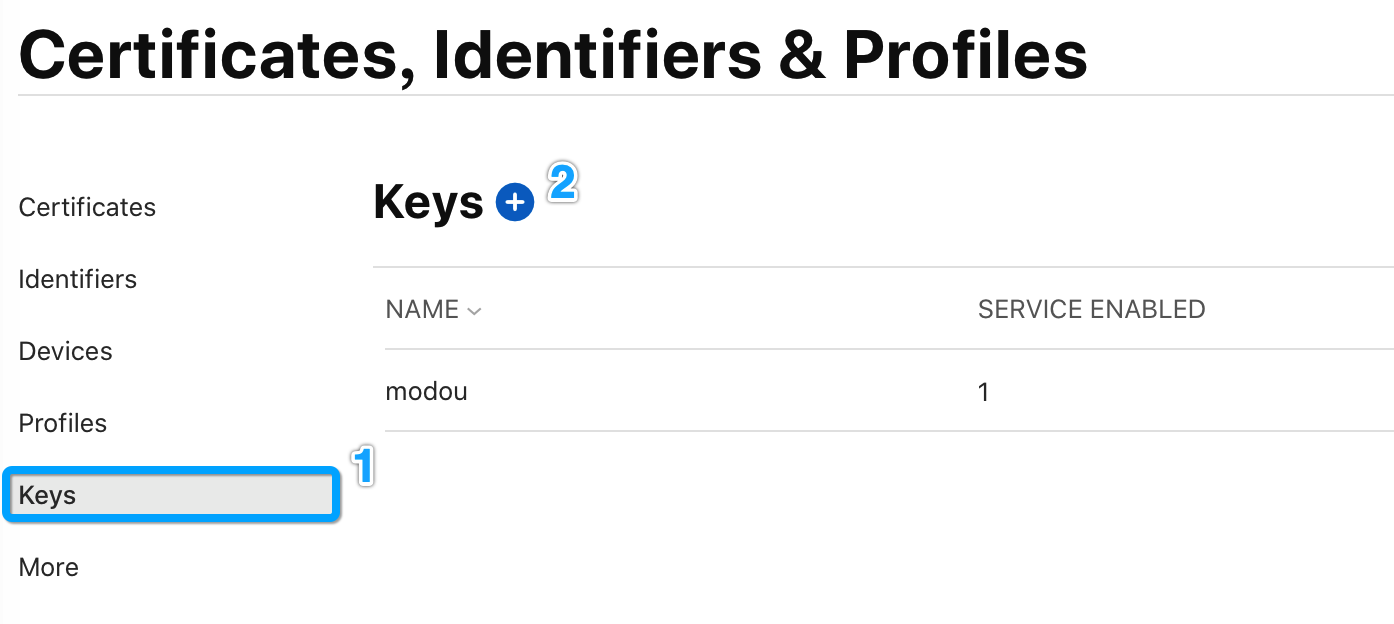 Certificates, Identifiers & Profiles
Certificates
Identifiers
Devices
Profiles
Keys
1
More
Keys
2
NAME SERVICE ENABLED
modou 1